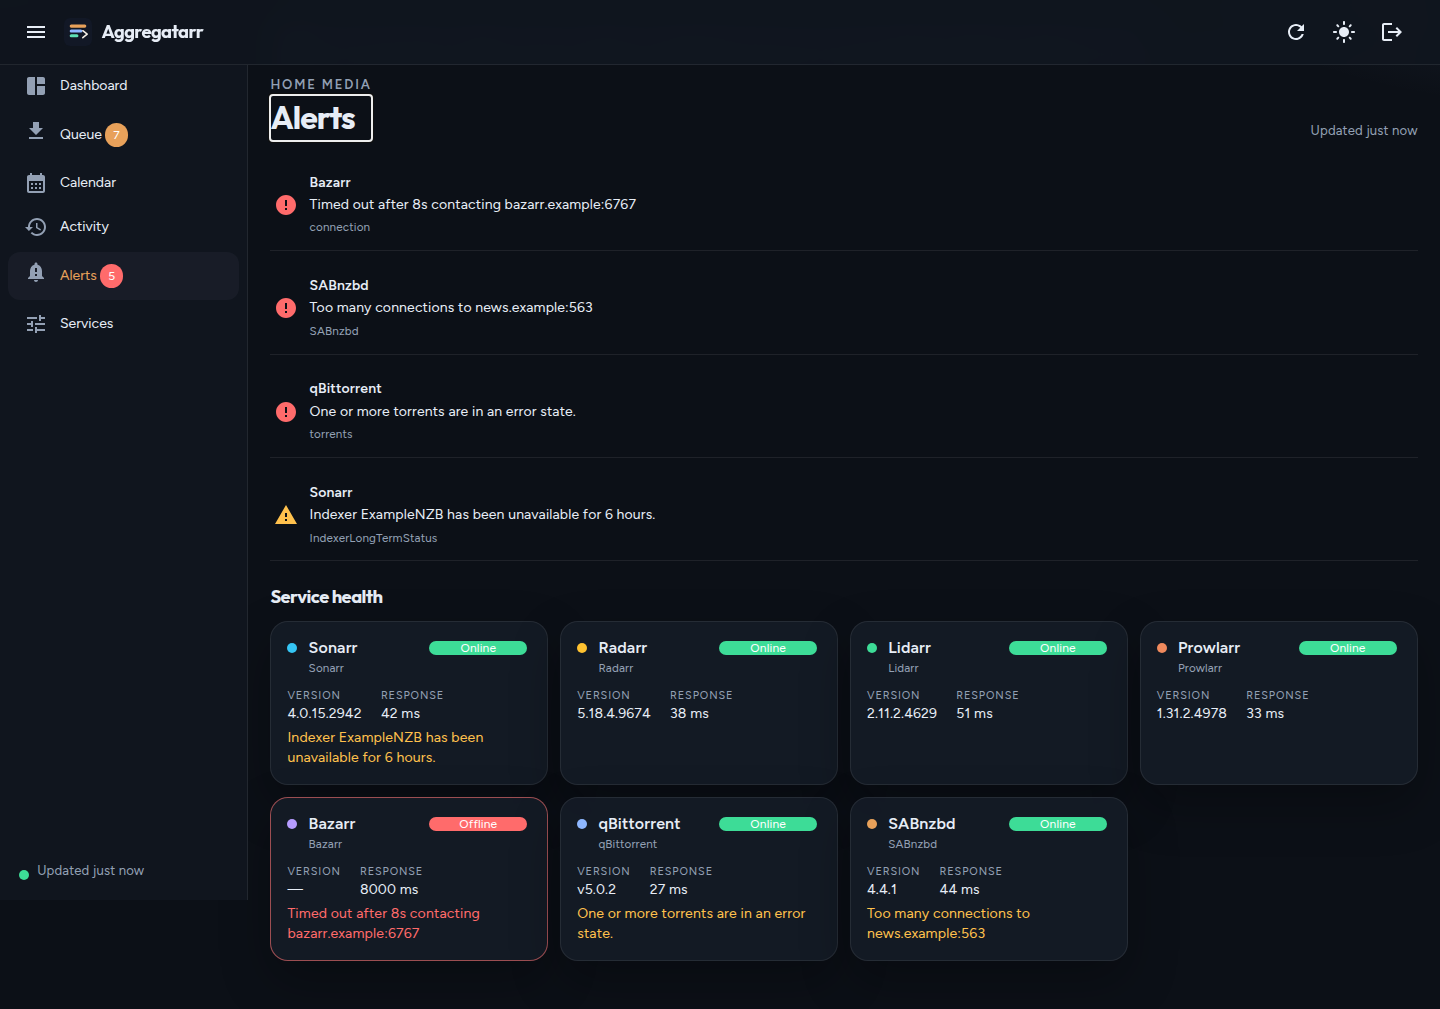 Aggregatarr
Dashboard
Queue 7
Calendar
Activity
Alerts 5
Services
Updated just now
HOME MEDIA
Alerts
Updated just now
Bazarr
Timed out after 8s contacting bazarr.example:6767
connection
SABnzbd
Too many connections to news.example:563
SABnzbd
qBittorrent
One or more torrents are in an error state.
torrents
Sonarr
Indexer ExampleNZB has been unavailable for 6 hours.
IndexerLongTermStatus
Service health
Sonarr Online
Sonarr
VERSION RESPONSE
4.0.15.2942 42 ms
Indexer ExampleNZB has been
unavailable for 6 hours.
Radarr Online
Radarr
VERSION RESPONSE
5.18.4.9674 38 ms
Lidarr Online
Lidarr
VERSION RESPONSE
2.11.2.4629 51 ms
Prowlarr Online
Prowlarr
VERSION RESPONSE
1.31.2.4978 33 ms
Bazarr Offline
Bazarr
VERSION RESPONSE
— 8000 ms
Timed out after 8s contacting
bazarr.example:6767
qBittorrent Online
qBittorrent
VERSION RESPONSE
v5.0.2 27 ms
One or more torrents are in an error
state.
SABnzbd Online
SABnzbd
VERSION RESPONSE
4.4.1 44 ms
Too many connections to
news.example:563